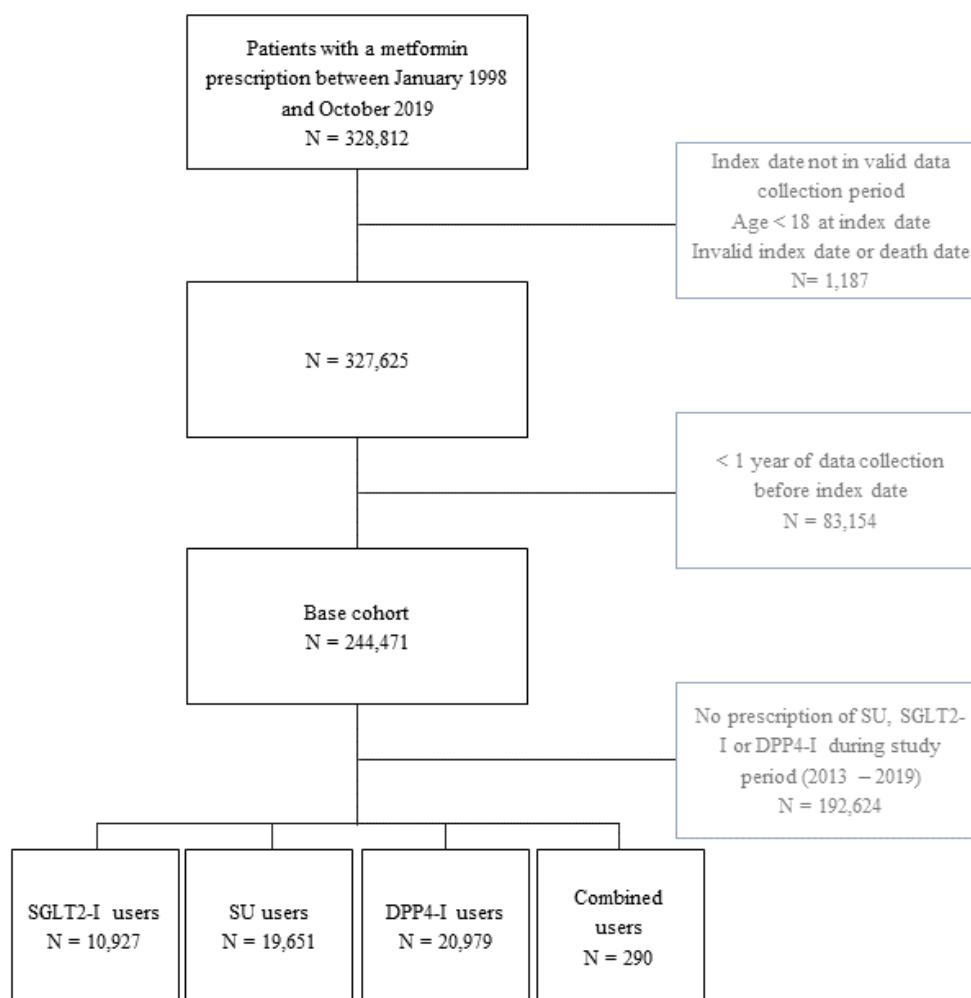 Patients with a metformin
prescription between January 1998
and October 2019
N = 328,812
Index date not in valid data
collection period
Age < 18 at index date
Invalid index date or death date
N= 1,187
N = 327,625
< 1 year of data collection
before index date
N = 83,154
Base cohort
N = 244,471
No prescription of SU, SGLT2-
I or DPP4-I during study
period (2013 – 2019)
N = 192,624
SGLT2-I users
N = 10,927
SU users
N = 19,651
DPP4-I users
N = 20,979
Combined
users
N = 290